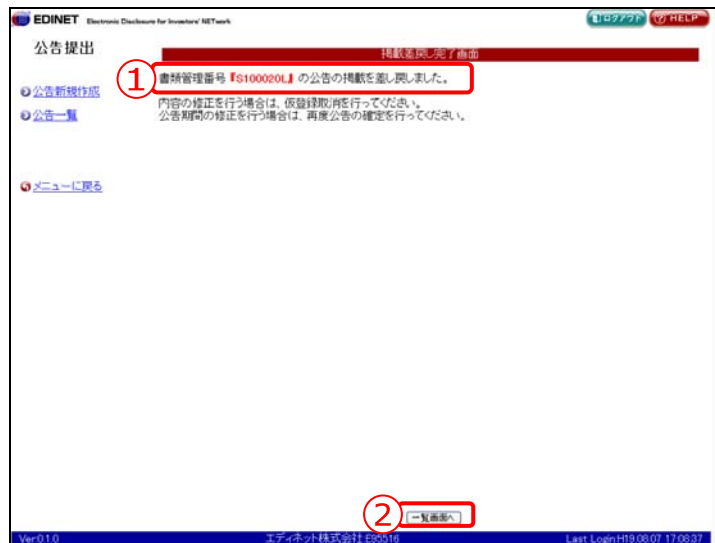 EDINET Electronic Disclosure for Investors' NETwork
ログアウト HELP
公告提出
掲載差戻し完了画面
① 書類管理番号『S100020L』の公告の掲載を差し戻しました。
公告新規作成
内容の修正を行う場合は、仮登録取消を行ってください。
公告一覧
公告期間の修正を行う場合は、再度公告の確定を行ってください。
メニューに戻る
② 一覧画面へ
Ver0.1.0 エディネット株式会社 E95516 Last Login:H19.08.07 17:08:37